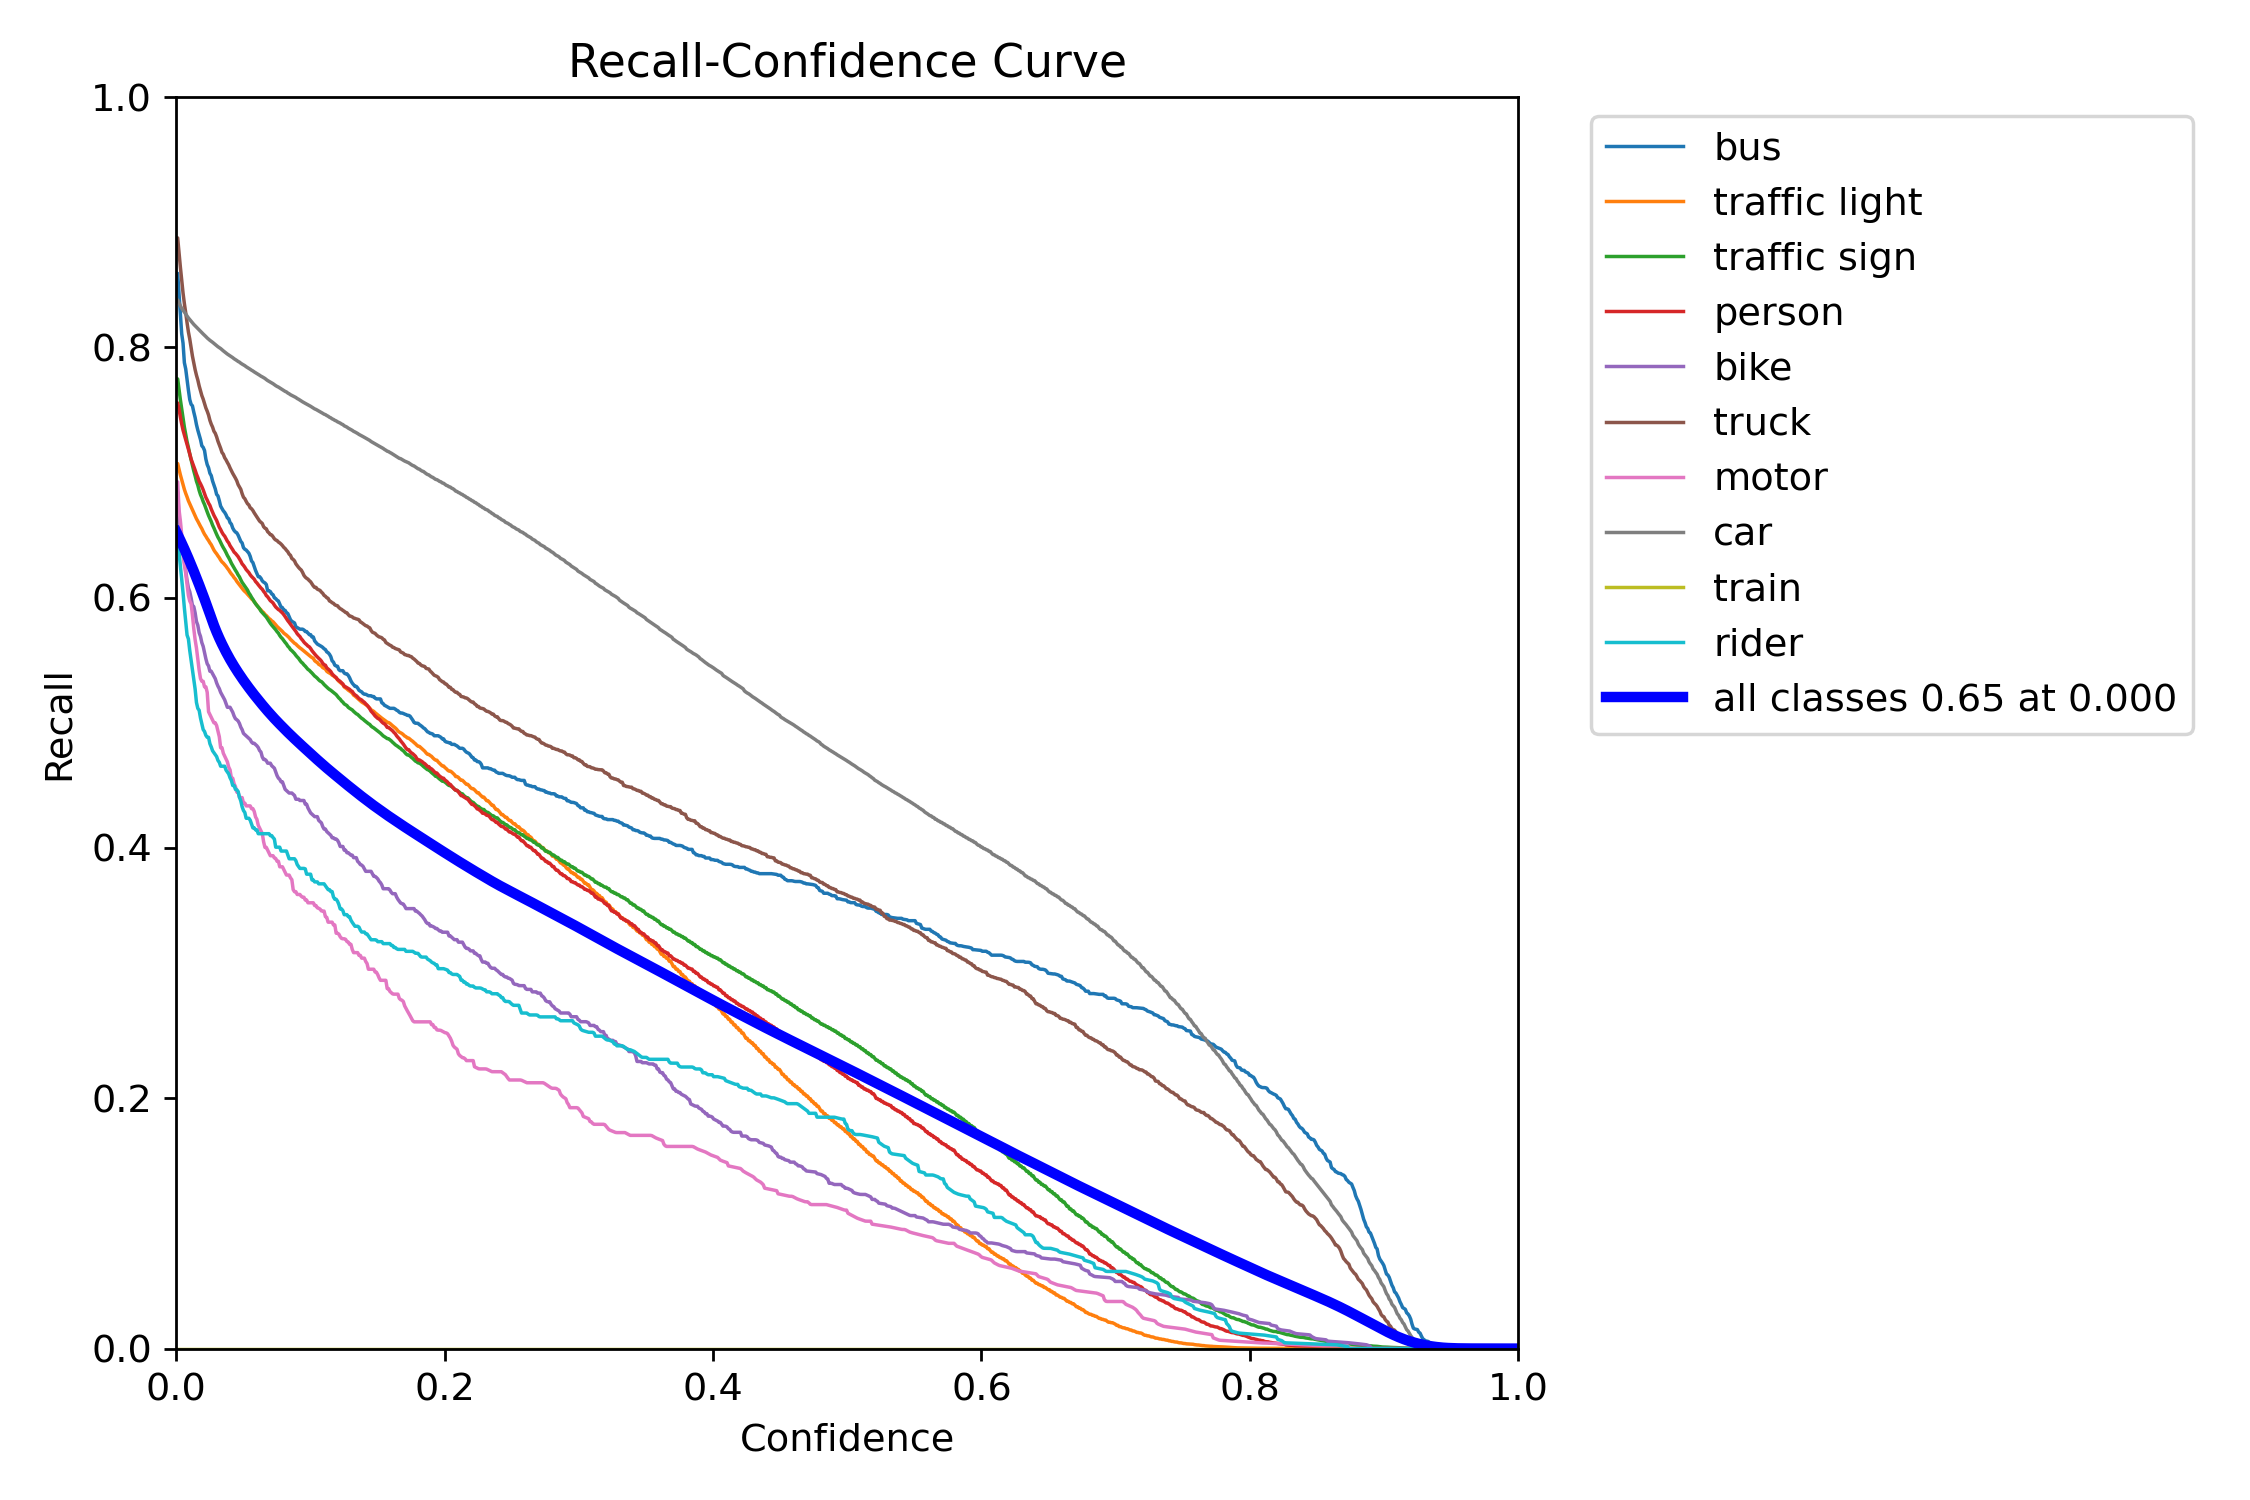 Recall-Confidence Curve
1.0
0.8
0.6
0.4
0.2
0.0
Recall
0.0 0.2 0.4 0.6 0.8 1.0
Confidence
bus
traffic light
traffic sign
person
bike
truck
motor
car
train
rider
all classes 0.65 at 0.000